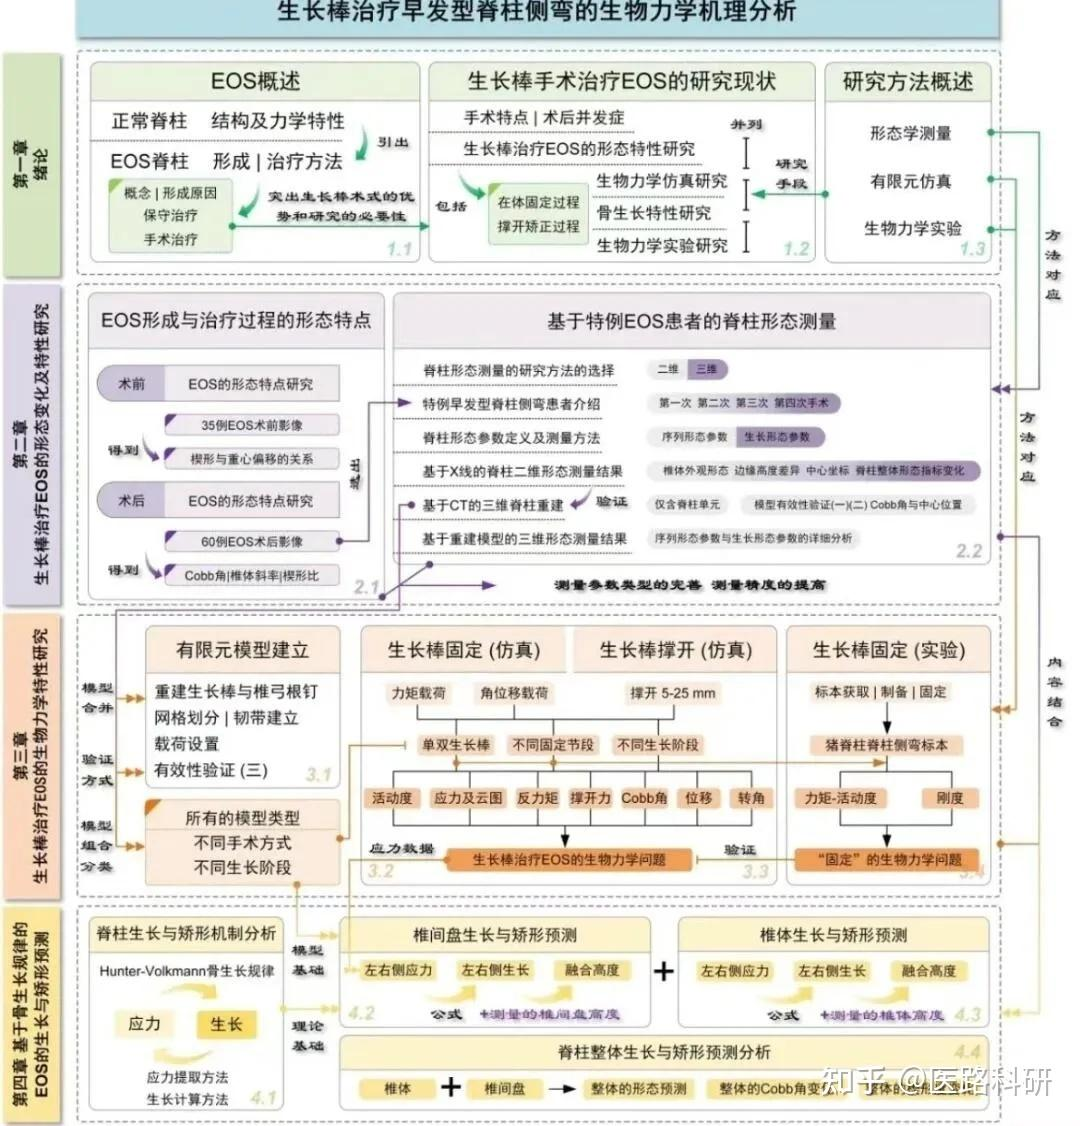 生长棒治疗早发型脊柱侧弯的生物力学机理分析
第一章
绪论
EOS概述
正常脊柱 结构及力学特性
EOS脊柱 形成|治疗方法
引出
概念|形成原因
保守治疗
手术治疗
突出生长棒术式的优
势和研究的必要性
1.1
生长棒手术治疗EOS的研究现状
手术特点|术后并发症
生长棒治疗EOS的形态特性研究
包括
在体固定过程
撑开矫正过程
生物力学仿真研究
骨生长特性研究
生物力学实验研究
并列
研究
手段
1.2
研究方法概述
形态学测量
有限元仿真
生物力学实验
1.3
方法对应
第二章
生长棒治疗EOS的形态变化及特性研究
EOS形成与治疗过程的形态特点
术前 EOS的形态特点研究
35例EOS术前影像
得到
楔形与重心偏移的关系
术后 EOS的形态特点研究
60例EOS术后影像
得到
Cobb角|椎体斜率|楔形比
2.1
基于特例EOS患者的脊柱形态测量
脊柱形态测量的研究方法的选择 二维 三维
特例早发型脊柱侧弯患者介绍 第一次 第二次 第三次 第四次手术
脊柱形态参数定义及测量方法 序列形态参数 生长形态参数
基于X线的脊柱二维形态测量结果 椎体外观形态 边缘高度差异 中心坐标 脊柱整体形态指标变化
基于CT的三维脊柱重建 验证 仅含脊柱单元 模型有效性验证(一)(二) Cobb角与中心位置
基于重建模型的三维形态测量结果 序列形态参数与生长形态参数的详细分析
2.2
测量参数类型的完善 测量精度的提高
方法对应
第三章
生长棒治疗EOS的生物力学特性研究
模型
合并
验证
方式
模型
组合
分类
有限元模型建立
重建生长棒与椎弓根钉
网格划分|韧带建立
载荷设置
有效性验证 (三)
3.1
所有的模型类型
不同手术方式
不同生长阶段
生长棒固定 (仿真) 生长棒撑开 (仿真)
力矩载荷 角位移载荷 撑开 5-25 mm
单双生长棒 不同固定节段 不同生长阶段
活动度 应力及云图 反力矩 撑开力 Cobb角 位移 转角
应力数据
生长棒治疗EOS的生物力学问题
验证
3.2
3.3
生长棒固定 (实验)
标本获取|制备|固定
猪脊柱脊柱侧弯标本
力矩-活动度 刚度
“固定”的生物力学问题
3.4
内容结合
第四章 基于骨生长规律的
EOS的生长与矫形预测
脊柱生长与矫形机制分析
Hunter-Volkmann骨生长规律
应力 生长
应力提取方法
生长计算方法
4.1
模型
基础
理论
基础
椎间盘生长与矫形预测
左右侧应力 左右侧生长 融合高度
公式 +测量的椎间盘高度
4.2
+
椎体生长与矫形预测
左右侧应力 左右侧生长 融合高度
公式 +测量的椎体高度
4.3
脊柱整体生长与矫形预测分析
4.4
椎体 + 椎间盘 整体的形态预测 整体的Cobb角变
知乎 @医路科研